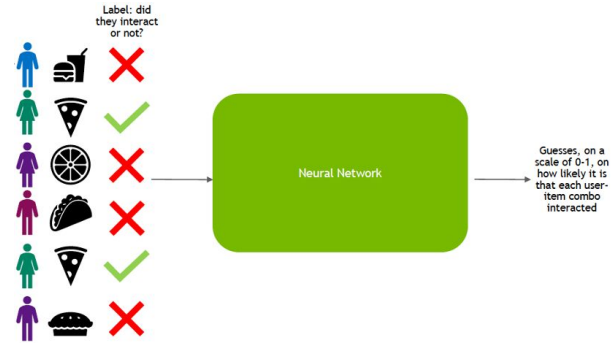 Label: did
they interact
or not?
Neural Network
Guesses, on a
scale of 0-1, on
how likely it is
that each user-
item combo
interacted